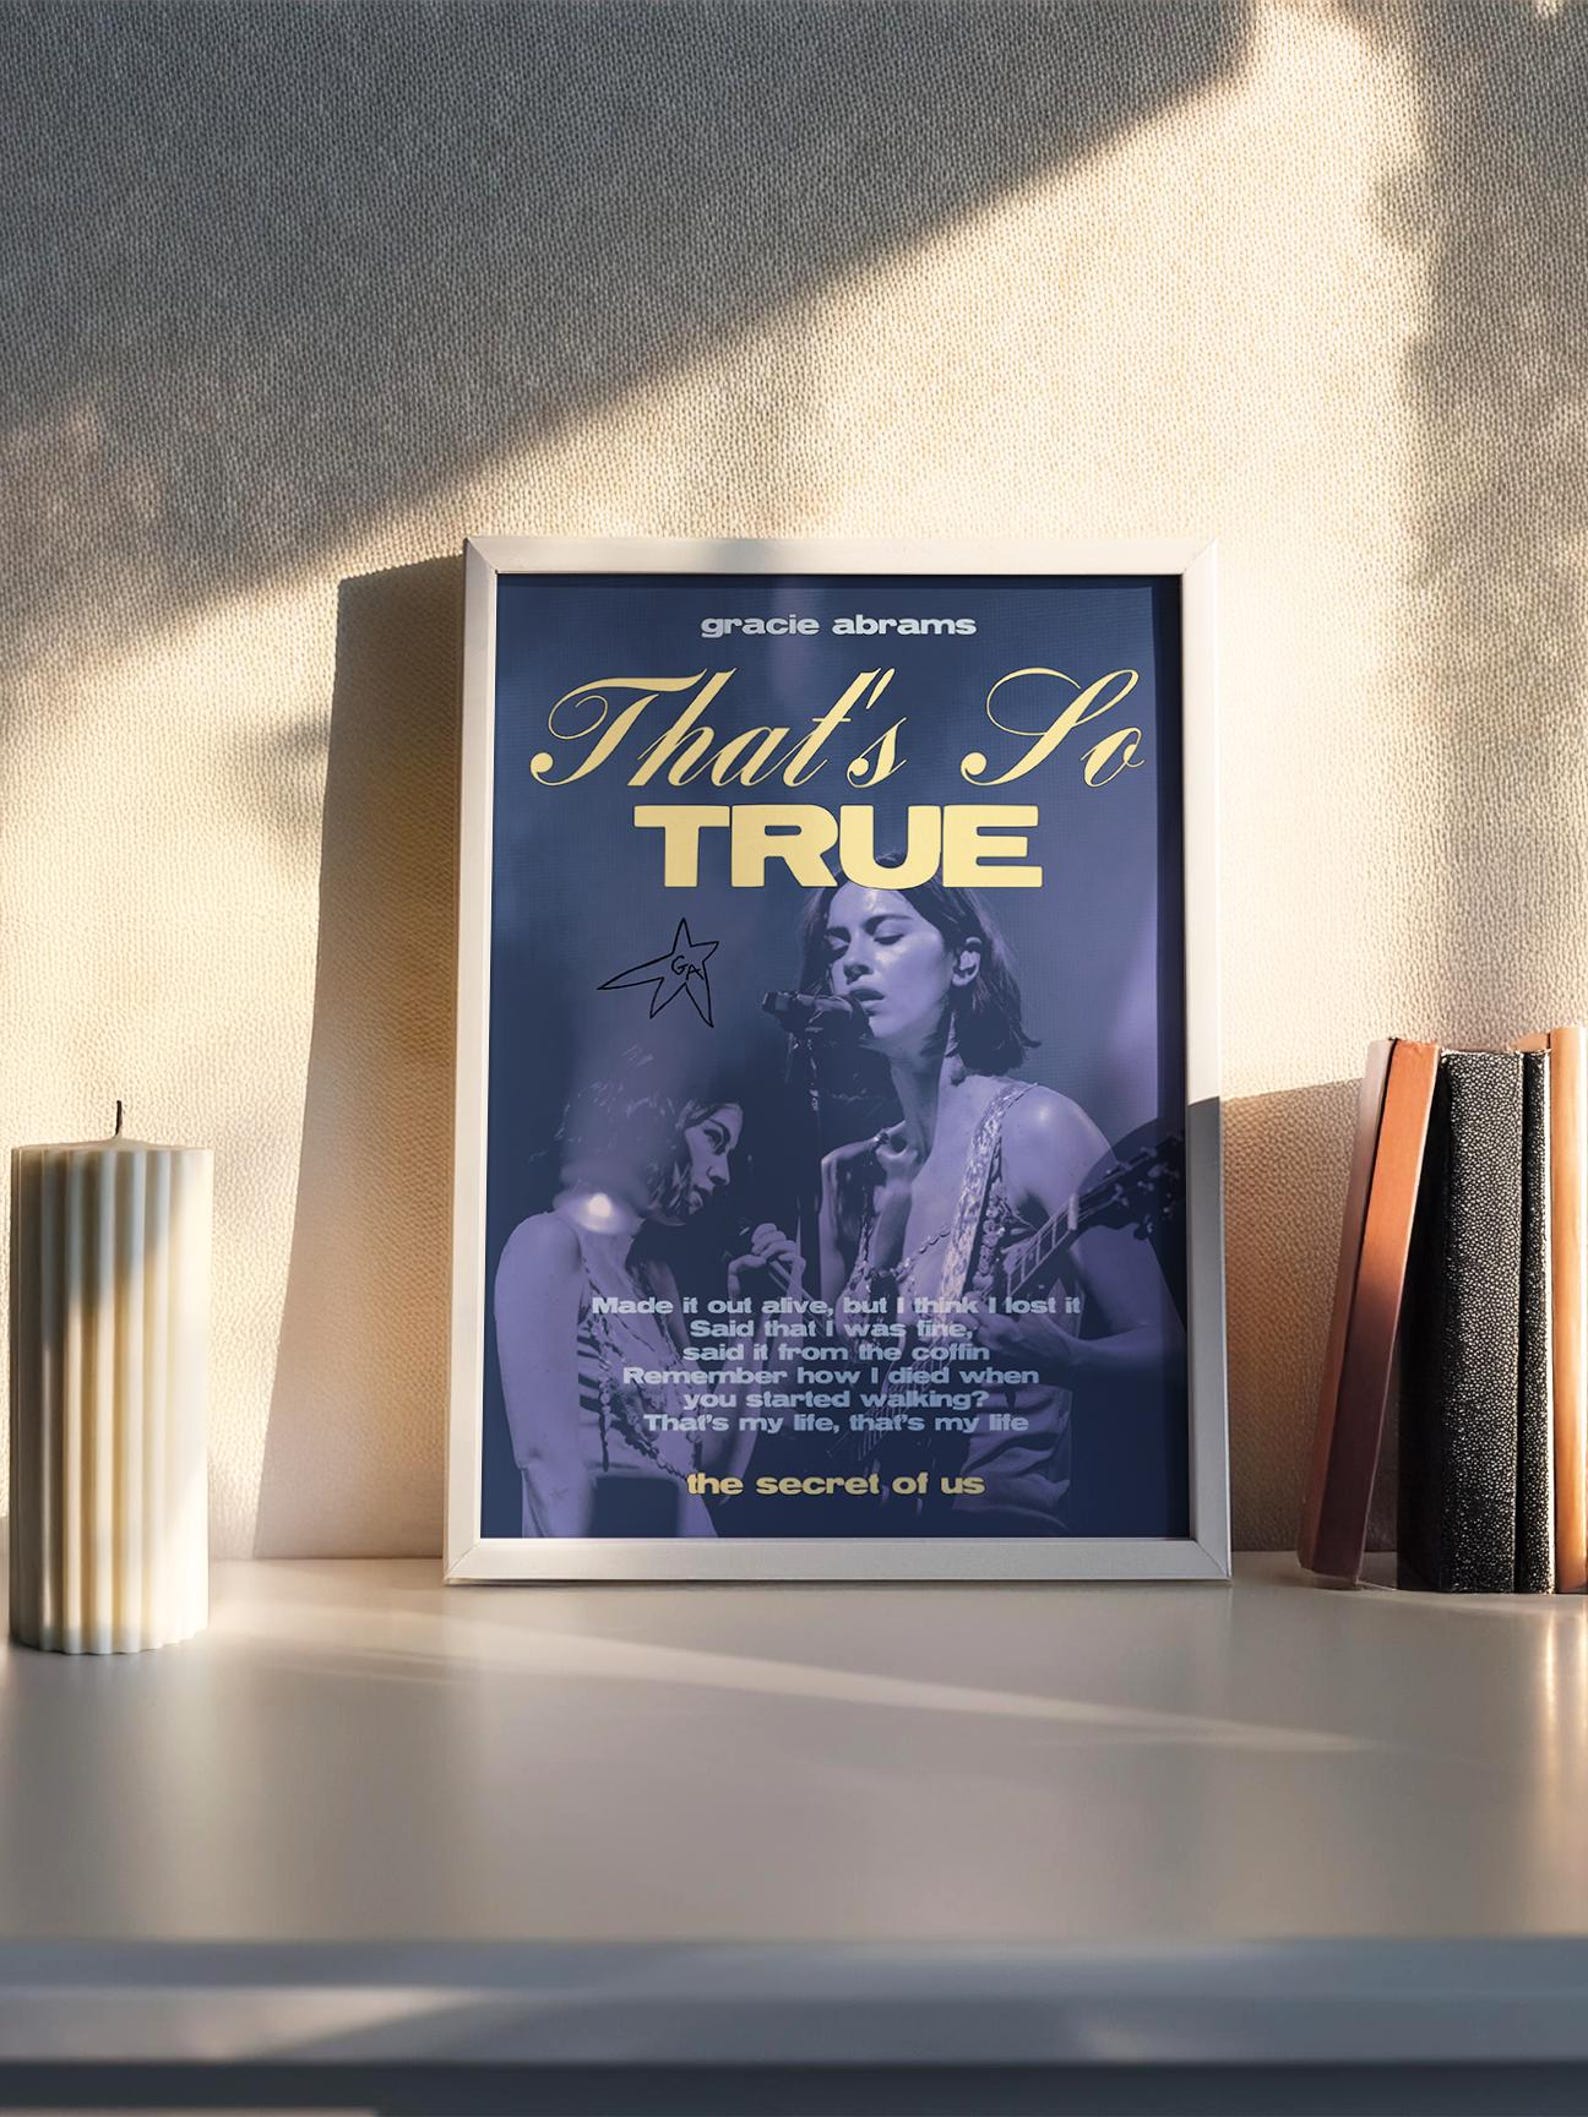 gracie abrams
That's So
TRUE
GA
Made it out alive, but I think I lost it
Said that I was fine,
said it from the coffin
Remember how I died when
you started walking?
That's my life, that's my life
the secret of us